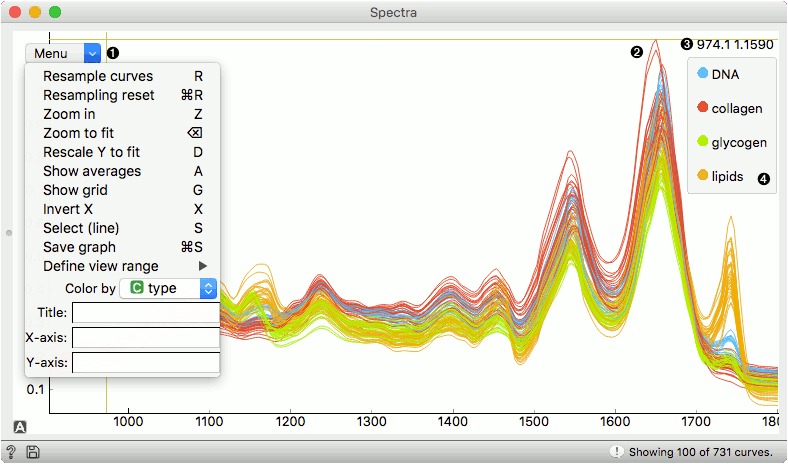 Spectra
Menu ❶
❷
❸ 974.1 1.1590
Resample curves R
Resampling reset ⌘R
Zoom in Z
Zoom to fit ⌫
Rescale Y to fit D
Show averages A
Show grid G
Invert X X
Select (line) S
Save graph ⌘S
Define view range ▶
Color by C type
Title:
X-axis:
Y-axis:
DNA
collagen
glycogen
lipids ❹
0.1
1000 1100 1200 1300 1400 1500 1600 1700 180
A
? Showing 100 of 731 curves.